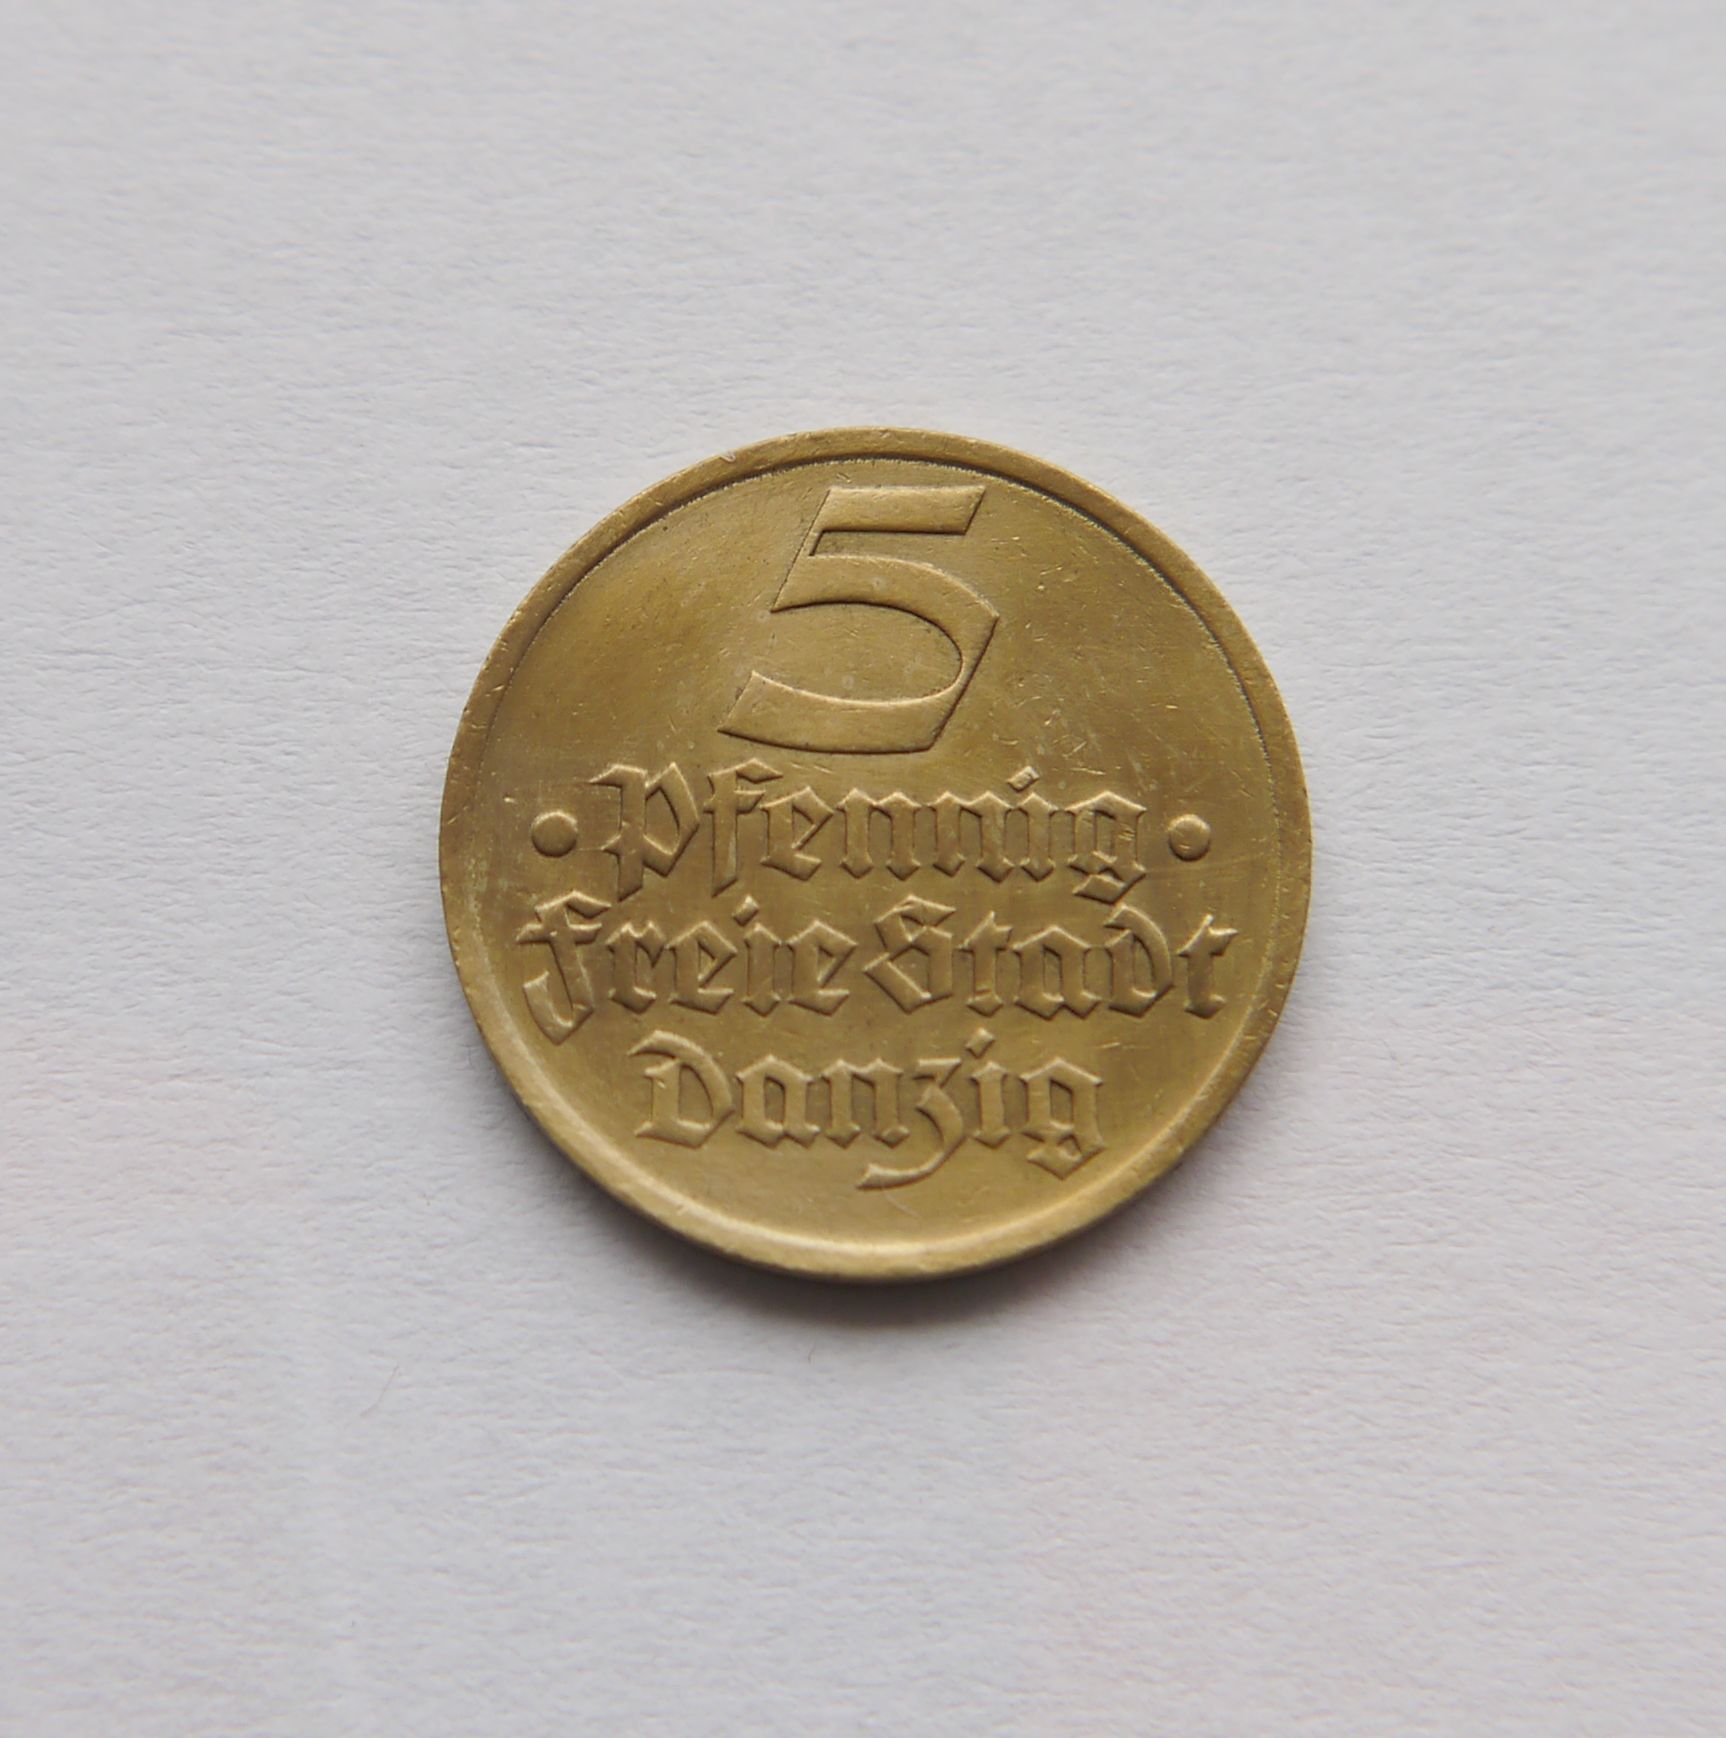 5
• Pfennig •
Freie Stadt
Danzig